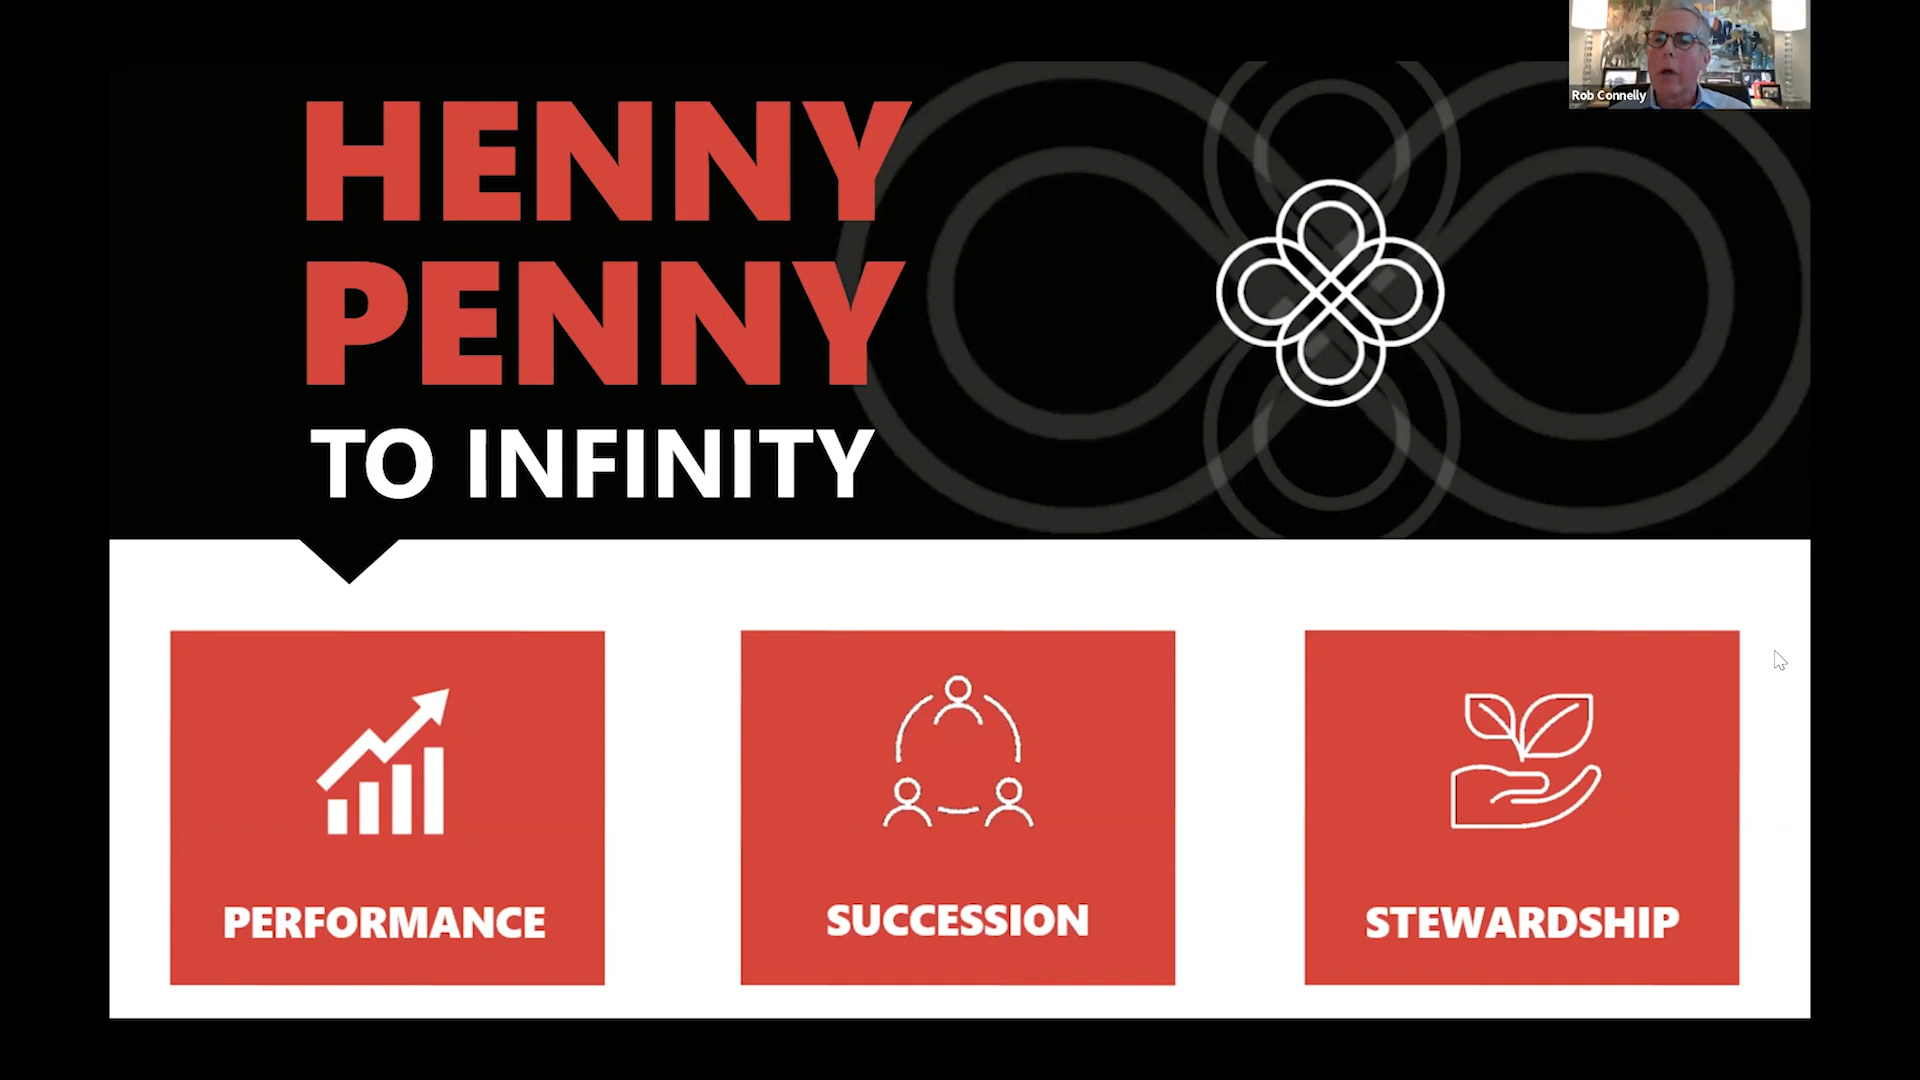 Rob Connelly
HENNY
PENNY
TO INFINITY
PERFORMANCE
SUCCESSION
STEWARDSHIP